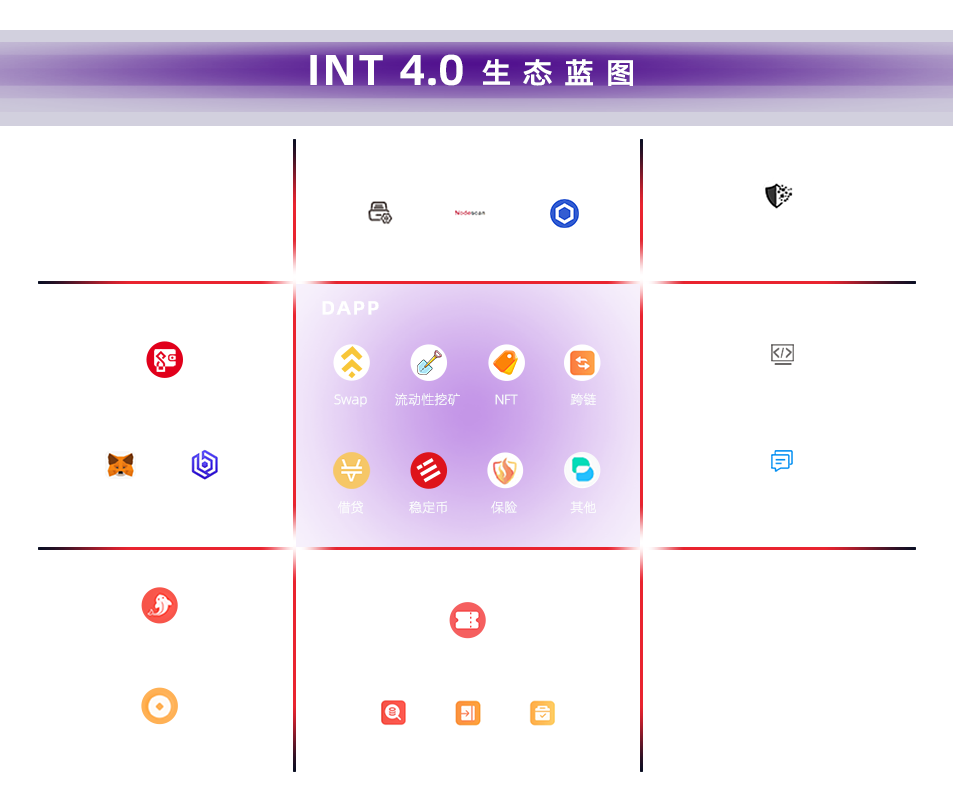 INT 4.0 生态蓝图
Nodescan
DAPP
Swap 流动性挖矿 NFT 跨链
借贷 稳定币 保险 其他